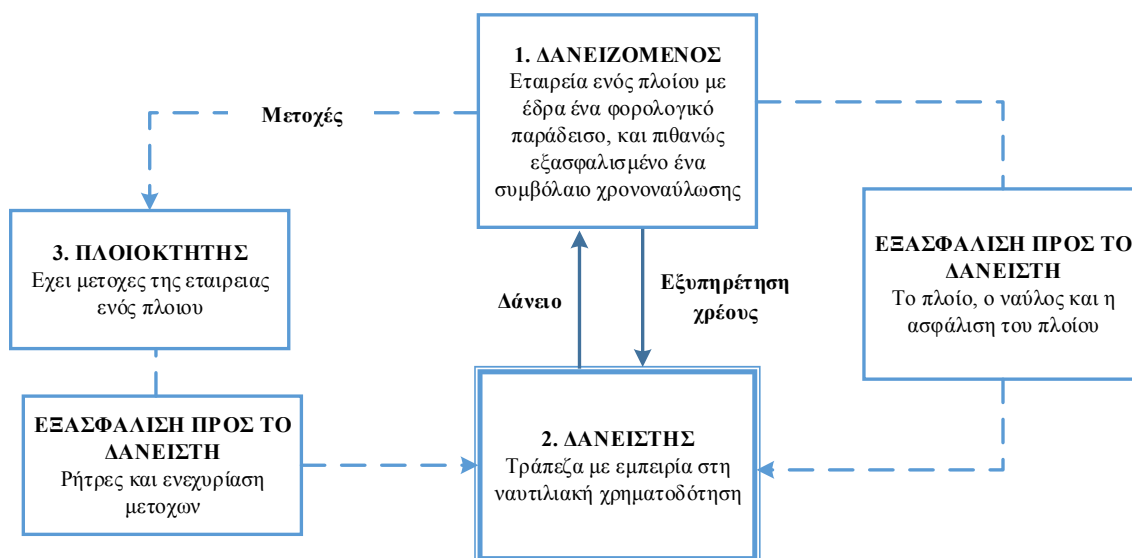 1. ΔΑΝΕΙΖΟΜΕΝΟΣ
Εταιρεία ενός πλοίου με
έδρα ένα φορολογικό
παράδεισο, και πιθανώς
εξασφαλισμένο ένα
συμβόλαιο χρονοναύλωσης
Μετοχές
3. ΠΛΟΙΟΚΤΗΤΗΣ
Εχει μετοχες της εταιρειας
ενός πλοιου
ΕΞΑΣΦΑΛΙΣΗ ΠΡΟΣ ΤΟ
ΔΑΝΕΙΣΤΗ
Το πλοίο, ο ναύλος και η
ασφάλιση του πλοίου
Δάνειο
Εξυπηρέτηση
χρέους
ΕΞΑΣΦΑΛΙΣΗ ΠΡΟΣ ΤΟ
ΔΑΝΕΙΣΤΗ
Ρήτρες και ενεχυρίαση
μετοχων
2. ΔΑΝΕΙΣΤΗΣ
Τράπεζα με εμπειρία στη
ναυτιλιακή χρηματοδότηση